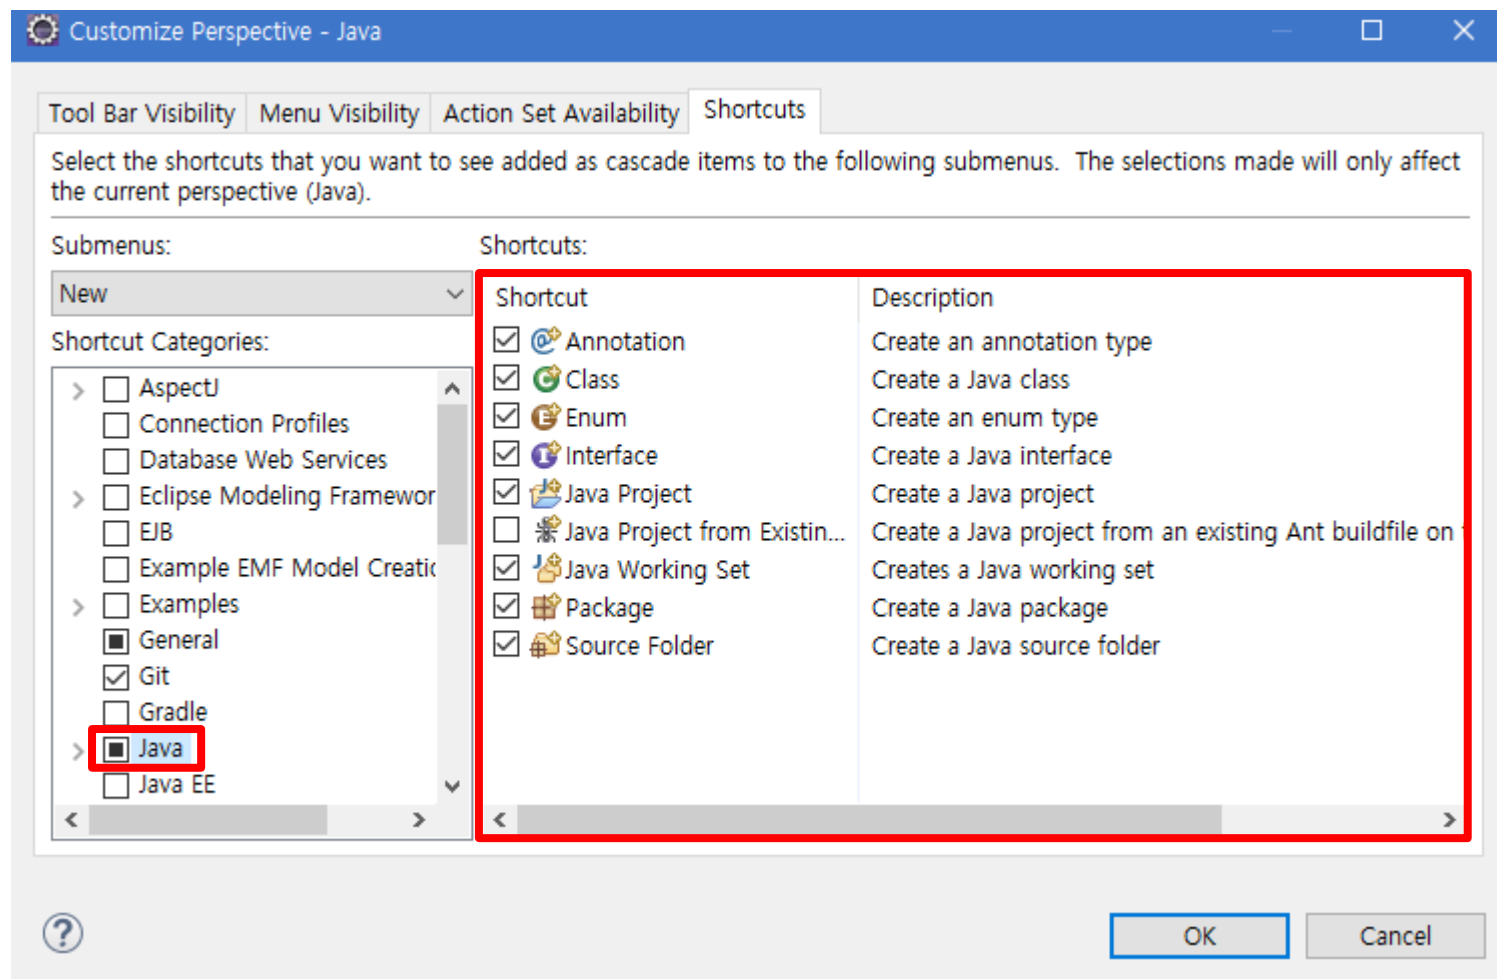 Customize Perspective - Java
Tool Bar Visibility
Menu Visibility
Action Set Availability
Shortcuts
Select the shortcuts that you want to see added as cascade items to the following submenus. The selections made will only affect
the current perspective (Java).
Submenus:
New
Shortcut Categories:
AspectJ
Connection Profiles
Database Web Services
Eclipse Modeling Framewor
EJB
Example EMF Model Creatic
Examples
General
Git
Gradle
Java
Java EE
Shortcuts:
Shortcut Description
Annotation Create an annotation type
Class Create a Java class
Enum Create an enum type
Interface Create a Java interface
Java Project Create a Java project
Java Project from Existin... Create a Java project from an existing Ant buildfile on
Java Working Set Creates a Java working set
Package Create a Java package
Source Folder Create a Java source folder
OK
Cancel